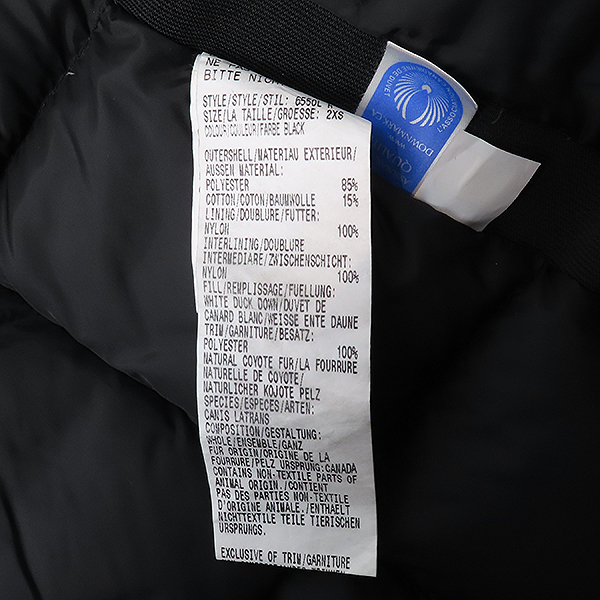 BITTE NICH
STYLE/STYLE/STIL: 6550L
SIZE/LA TAILLE/GROESSE: 2XS
COLOUR/COULEUR/FARBE BLACK
OUTERSHELL/MATERIAU EXTERIEUR/
AUSSEN MATERIAL:
POLYESTER 85%
COTTON/COTON/BAUMWOLLE 15%
LINING/DOUBLURE/FUTTER:
NYLON 100%
INTERLINING/DOUBLURE
INTERMEDIARE/ZWISCHENSCHICHT:
NYLON 100%
FILL/REMPLISSAGE/FUELLUNG:
WHITE DUCK DOWN/DUVET DE
CANARD BLANC/WEISSE ENTE DAUNE
TRIM/GARNITURE/BESATZ:
POLYESTER 100%
NATURAL COYOTE FUR/LA FOURRURE
NATURELLE DE COYOTE/
NATURLICHER KOJOTE PELZ
SPECIES/ESPECES/ARTEN:
CANIS LATRANS
COMPOSITION/GESTALTUNG:
WHOLE/ENSEMBLE/GANZ
FUR ORIGIN/ORIGINE DE LA
FOURRURE/PELZ URSPRUNG:CANADA
CONTAINS NON-TEXTILE PARTS OF
ANIMAL ORIGIN./CONTIENT
PAS DES PARTIES NON-TEXTILE
D'ORIGINE ANIMALE./ENTHAELT
NICHTTEXTILE TEILE TIERISCHEN
URSPRUNGS.
EXCLUSIVE OF TRIM/GARNITURE
L'ASSOC
DOWNMARK.CA